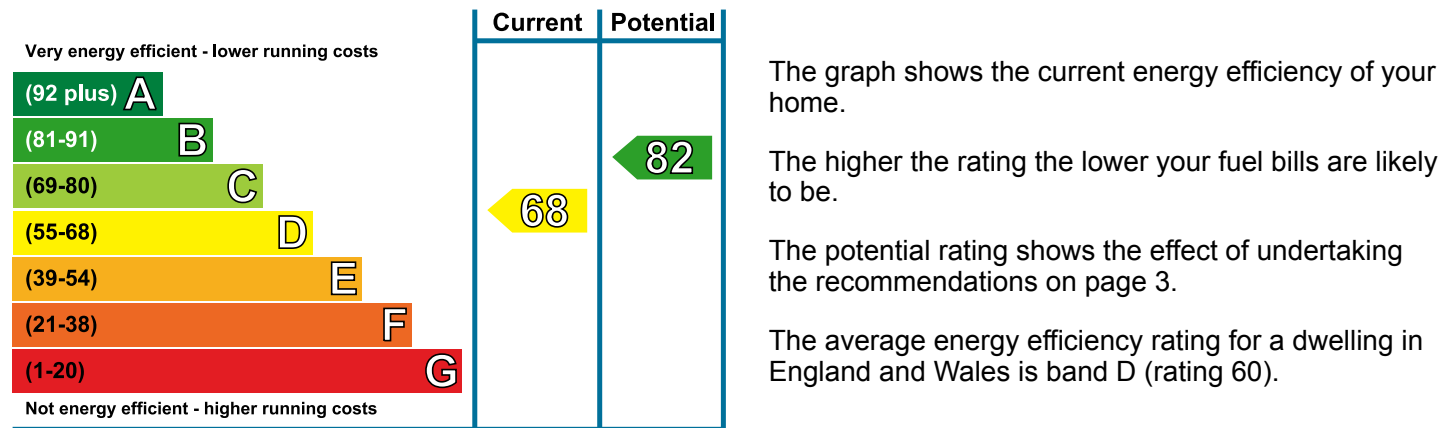 Current Potential
Very energy efficient - lower running costs
(92 plus) A
(81-91) B
(69-80) C
(55-68) D
(39-54) E
(21-38) F
(1-20) G
Not energy efficient - higher running costs
68
82
The graph shows the current energy efficiency of your
home.
The higher the rating the lower your fuel bills are likely
to be.
The potential rating shows the effect of undertaking
the recommendations on page 3.
The average energy efficiency rating for a dwelling in
England and Wales is band D (rating 60).